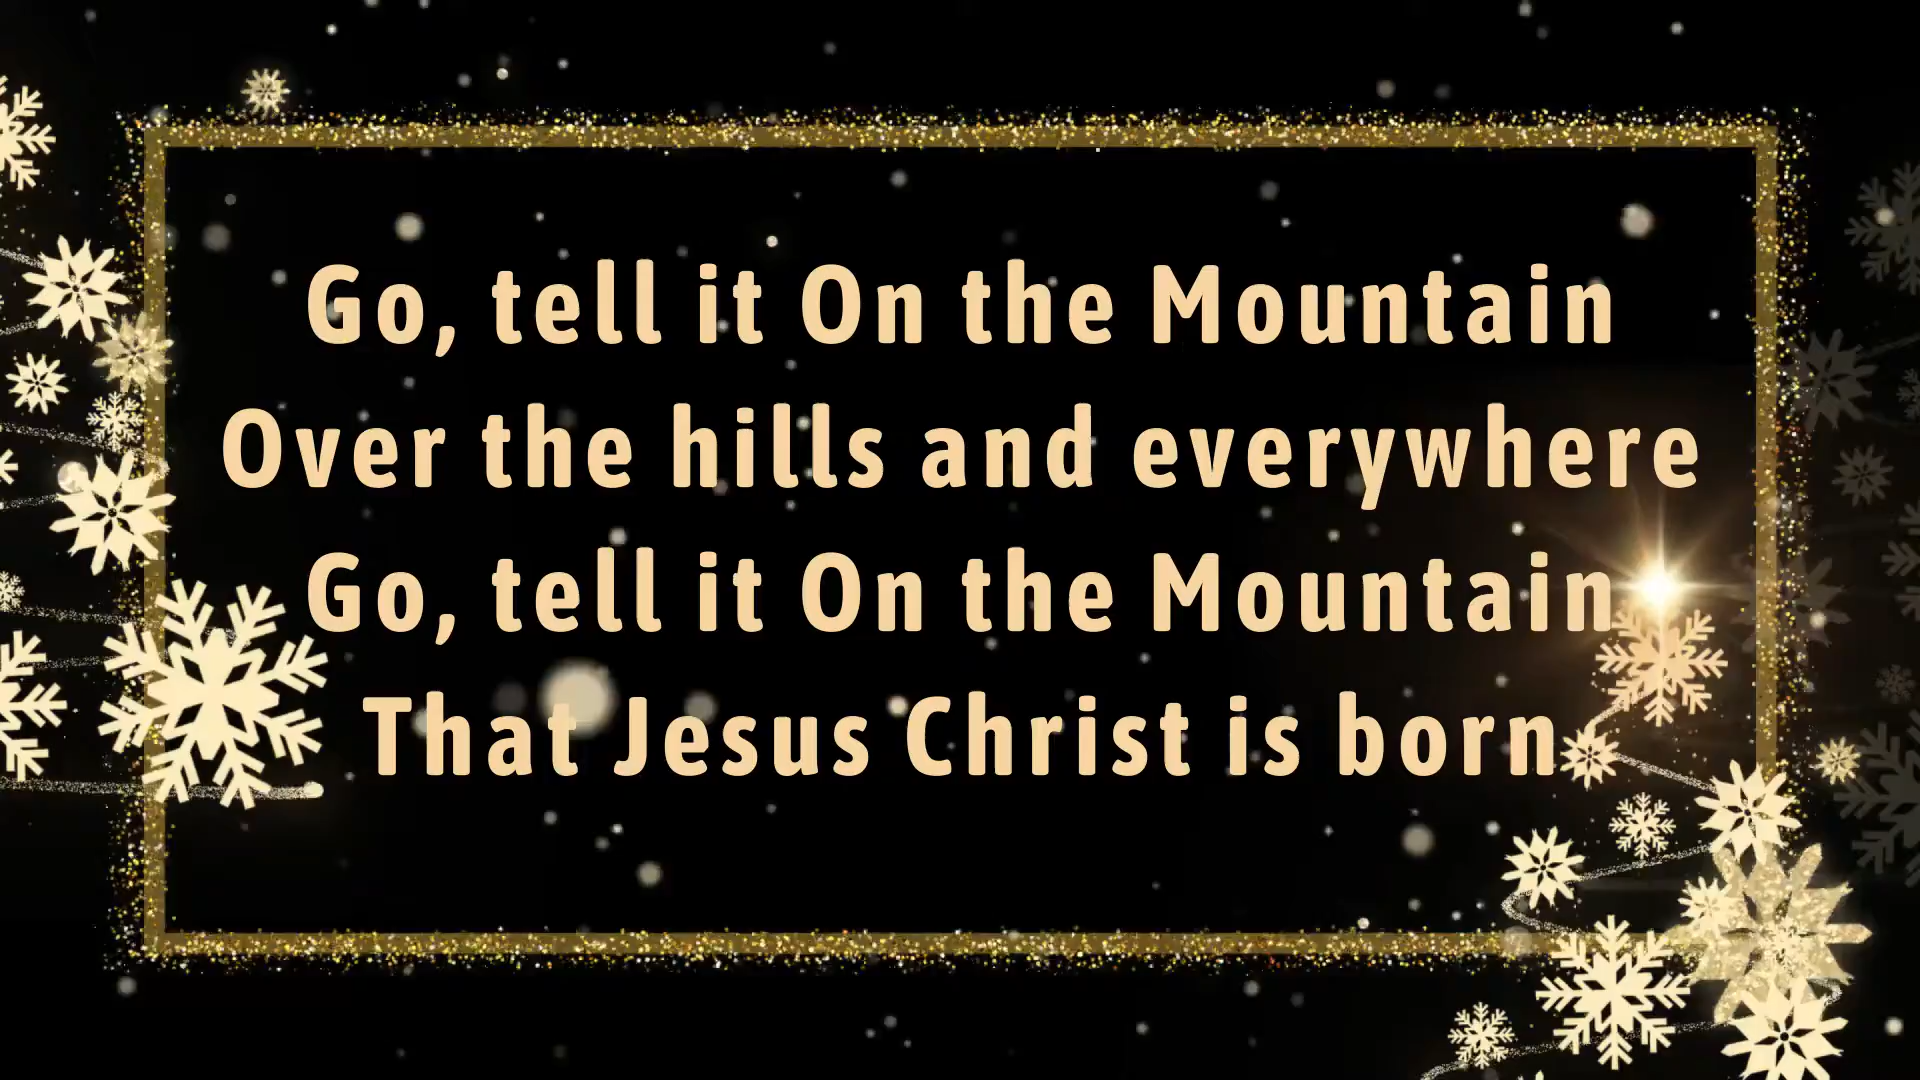 Go, tell it On the Mountain
Over the hills and everywhere
Go, tell it On the Mountain
That Jesus Christ is born